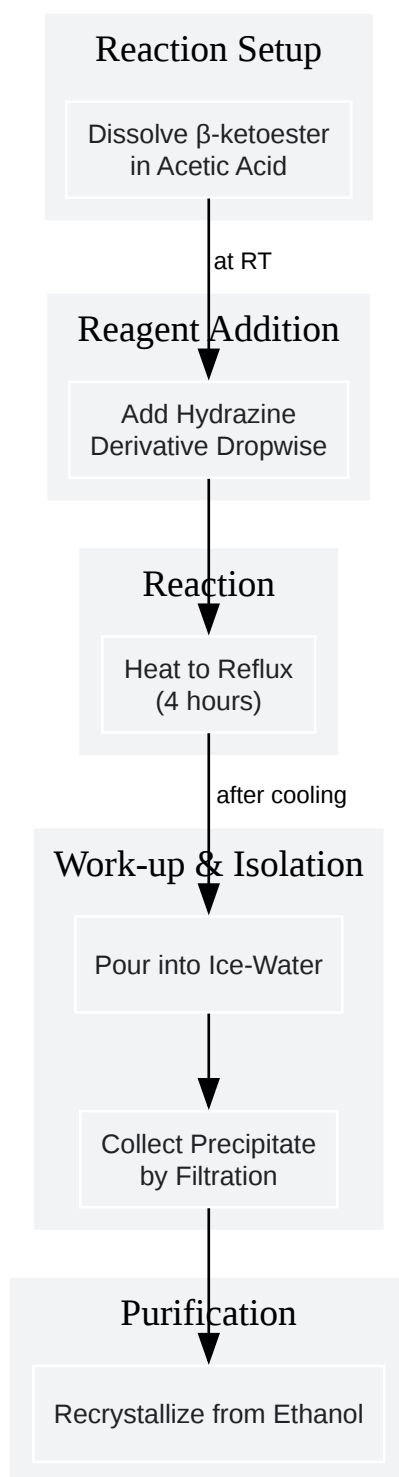 Reaction Setup
Dissolve β-ketoester
in Acetic Acid
at RT
Reagent Addition
Add Hydrazine
Derivative Dropwise
Reaction
Heat to Reflux
(4 hours)
after cooling
Work-up & Isolation
Pour into Ice-Water
Collect Precipitate
by Filtration
Purification
Recrystallize from Ethanol